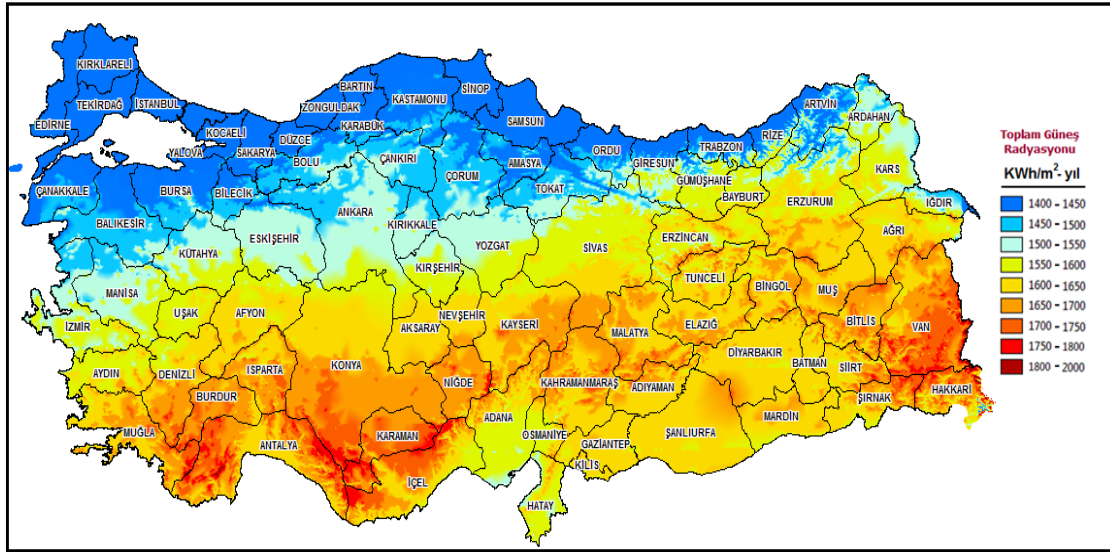 KIRKLARELİ
TEKİRDAĞ
İSTANBUL
EDİRNE
KOCAELİ
YALOVA
SAKARYA
DÜZCE
BOLU
ZONGULDAK
BARTIN
KARABÜK
KASTAMONU
SİNOP
ÇANKIRI
SAMSUN
AMASYA
ÇORUM
TOKAT
ORDU
GİRESUN
TRABZON
GÜMÜŞHANE
BAYBURT
RİZE
ARTVİN
ARDAHAN
KARS
IĞDIR
ÇANAKKALE
BURSA
BİLECİK
BALIKESİR
KÜTAHYA
ESKİŞEHİR
ANKARA
KIRIKKALE
YOZGAT
SİVAS
ERZİNCAN
ERZURUM
AĞRI
MANİSA
UŞAK
AFYON
KIRŞEHİR
NEVŞEHİR
AKSARAY
KAYSERİ
MALATYA
TUNCELİ
ELAZIĞ
BİNGÖL
MUŞ
BİTLİS
VAN
İZMİR
AYDIN
DENİZLİ
ISPARTA
BURDUR
KONYA
NİĞDE
KAHRAMANMARAŞ
ADIYAMAN
DİYARBAKIR
BATMAN
SİİRT
ŞIRNAK
HAKKARİ
MUĞLA
ANTALYA
KARAMAN
İÇEL
ADANA
OSMANİYE
GAZİANTEP
KİLİS
HATAY
ŞANLIURFA
MARDİN
Toplam Güneş
Radyasyonu
KWh/m²- yıl
1400 - 1450
1450 - 1500
1500 - 1550
1550 - 1600
1600 - 1650
1650 - 1700
1700 - 1750
1750 - 1800
1800 - 2000